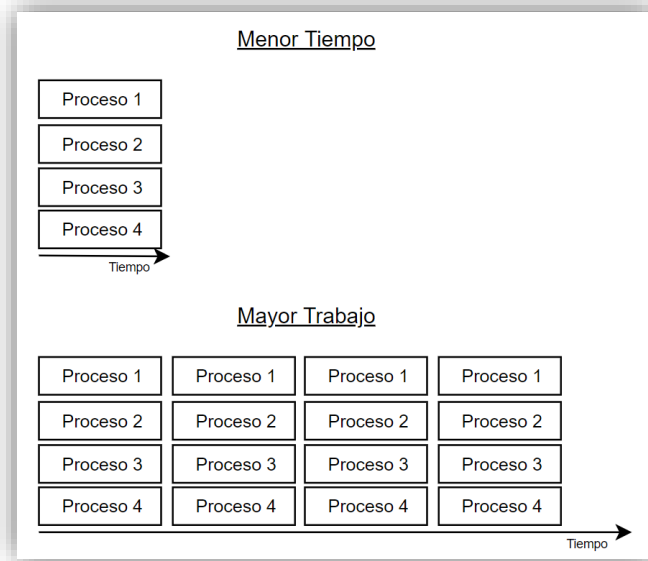 Menor Tiempo
Proceso 1
Proceso 2
Proceso 3
Proceso 4
Tiempo
Mayor Trabajo
Proceso 1 Proceso 1 Proceso 1 Proceso 1
Proceso 2 Proceso 2 Proceso 2 Proceso 2
Proceso 3 Proceso 3 Proceso 3 Proceso 3
Proceso 4 Proceso 4 Proceso 4 Proceso 4
Tiempo